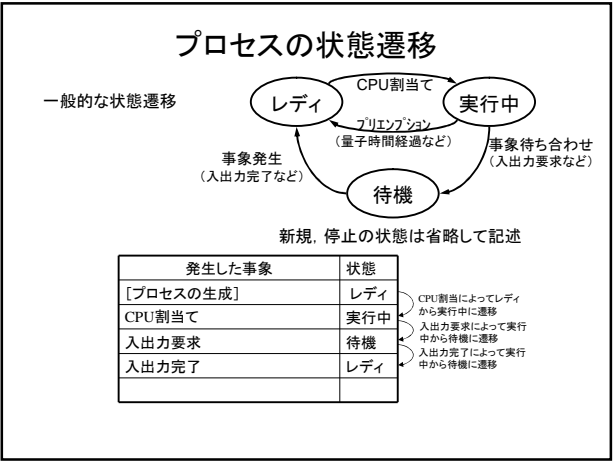 プロセスの状態遷移
一般的な状態遷移
レディ
CPU割当て
実行中
プリエンプション
(量子時間経過など)
事象発生
(入出力完了など)
事象待ち合わせ
(入出力要求など)
待機
新規,停止の状態は省略して記述
発生した事象 状態
[プロセスの生成] レディ
CPU割当て 実行中
入出力要求 待機
入出力完了 レディ
CPU割当によってレディ
から実行中に遷移
入出力要求によって実行
中から待機に遷移
入出力完了によって実行
中から待機に遷移